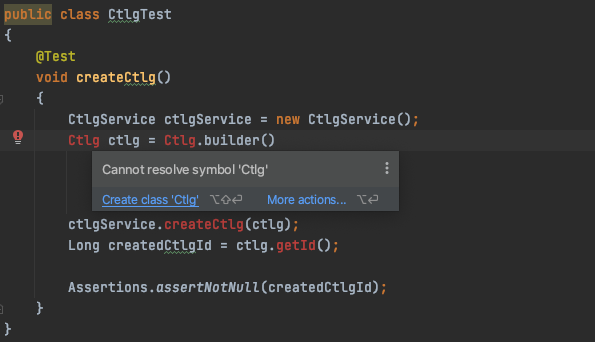 public class CtlgTest
{
@Test
void createCtlg()
{
CtlgService ctlgService = new CtlgService();
Ctlg ctlg = Ctlg.builder()
Cannot resolve symbol 'Ctlg'
Create class 'Ctlg' ⌥⇧⏎ More actions... ⌥⏎
ctlgService.createCtlg(ctlg);
Long createdCtlgId = ctlg.getId();
Assertions.assertNotNull(createdCtlgId);
}
}